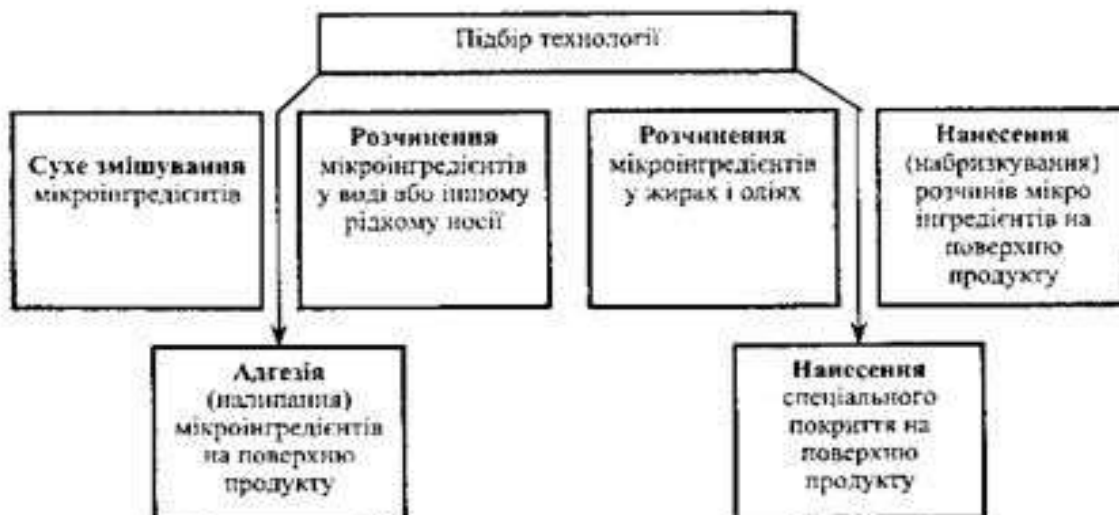 Підбір технології
Сухе змішування
мікроінгредієнтів
Розчинення
мікроінгредієнтів
у воді або іншому
рідкому носії
Розчинення
мікроінгредієнтів
у жирах і оліях
Нанесення
(набризкування)
розчинів мікро
інгредієнтів на
поверхню
продукту
Адгезія
(налипання)
мікроінгредієнтів
на поверхню
продукту
Нанесення
спеціального
покриття на
поверхню
продукту